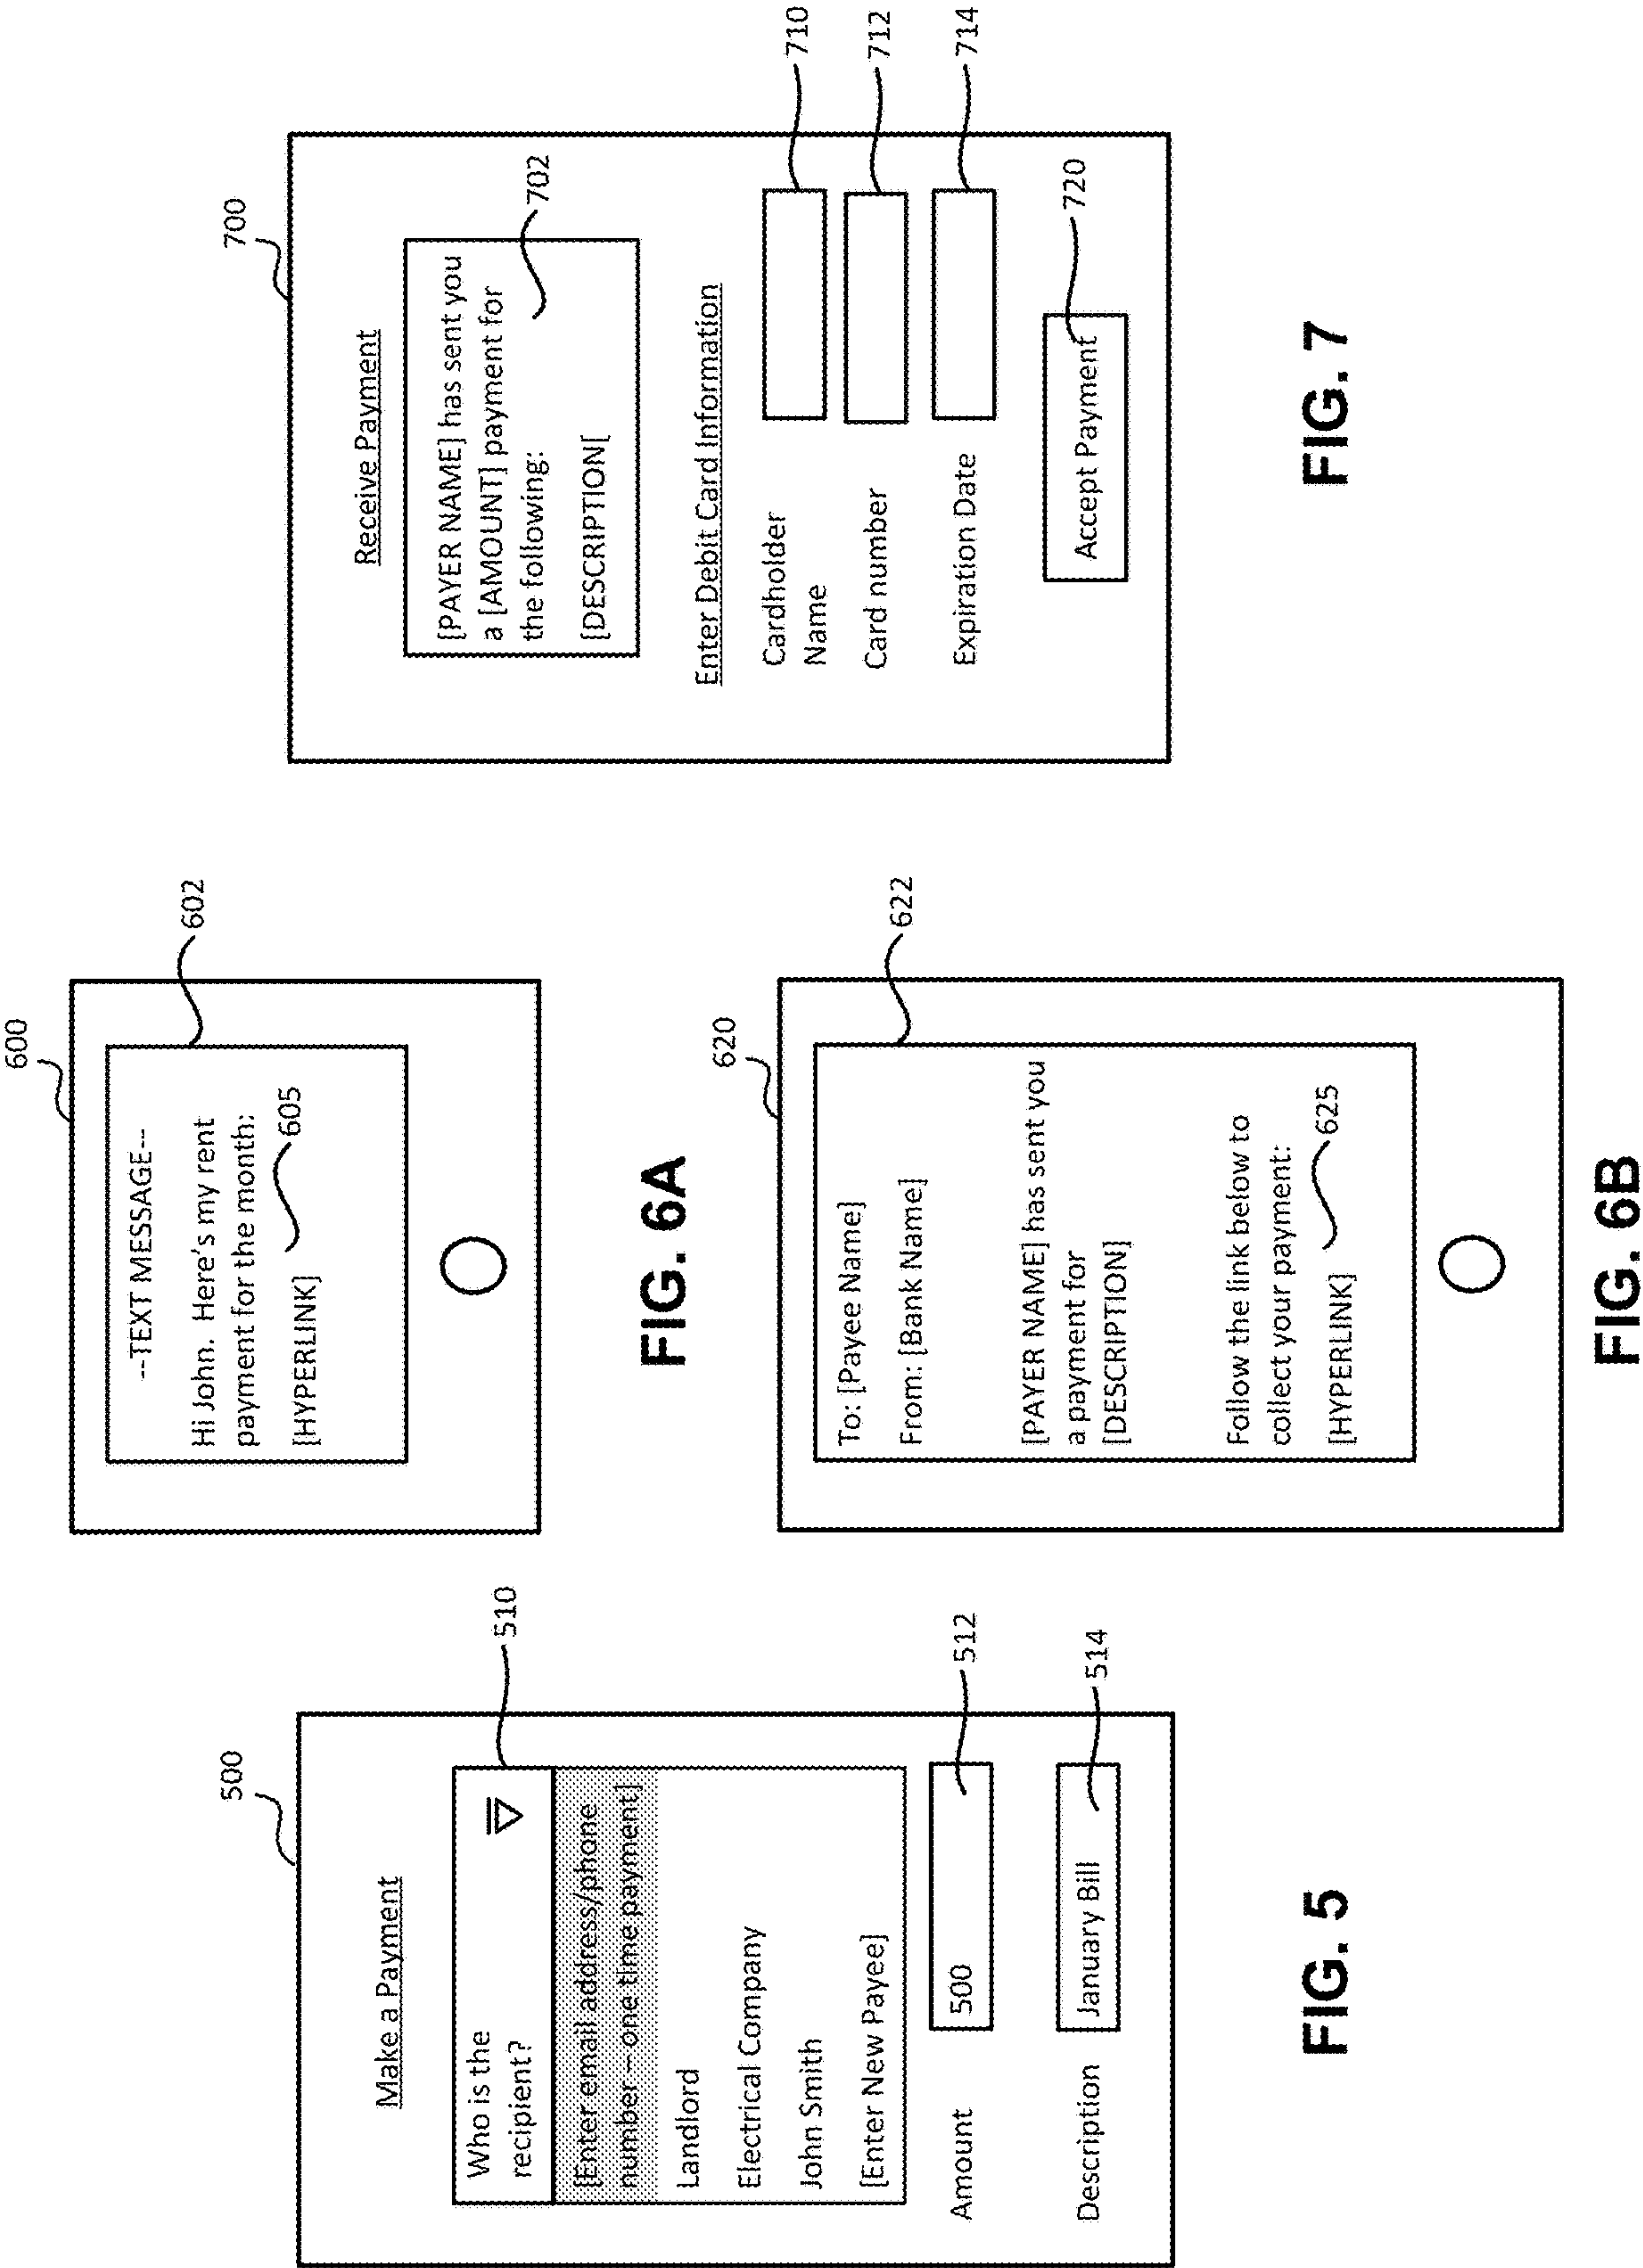 500
Make a Payment
Who is the
recipient?
510
[Enter email address/phone
number – one time payment]
Landlord
Electrical Company
John Smith
[Enter New Payee]
Amount
500
512
Description
January Bill
514
FIG. 5
600
--TEXT MESSAGE--
602
Hi John.  Here's my rent
payment for the month:
605
[HYPERLINK]
FIG. 6A
620
To: [Payee Name]
622
From: [Bank Name]
[PAYER NAME] has sent you
a payment for
[DESCRIPTION]
Follow the link below to
collect your payment:
625
[HYPERLINK]
FIG. 6B
700
Receive Payment
[PAYER NAME] has sent you
a [AMOUNT] payment for
the following:
702
[DESCRIPTION[
Enter Debit Card Information
Cardholder
Name
710
Card number
712
Expiration Date
714
Accept Payment
720
FIG. 7